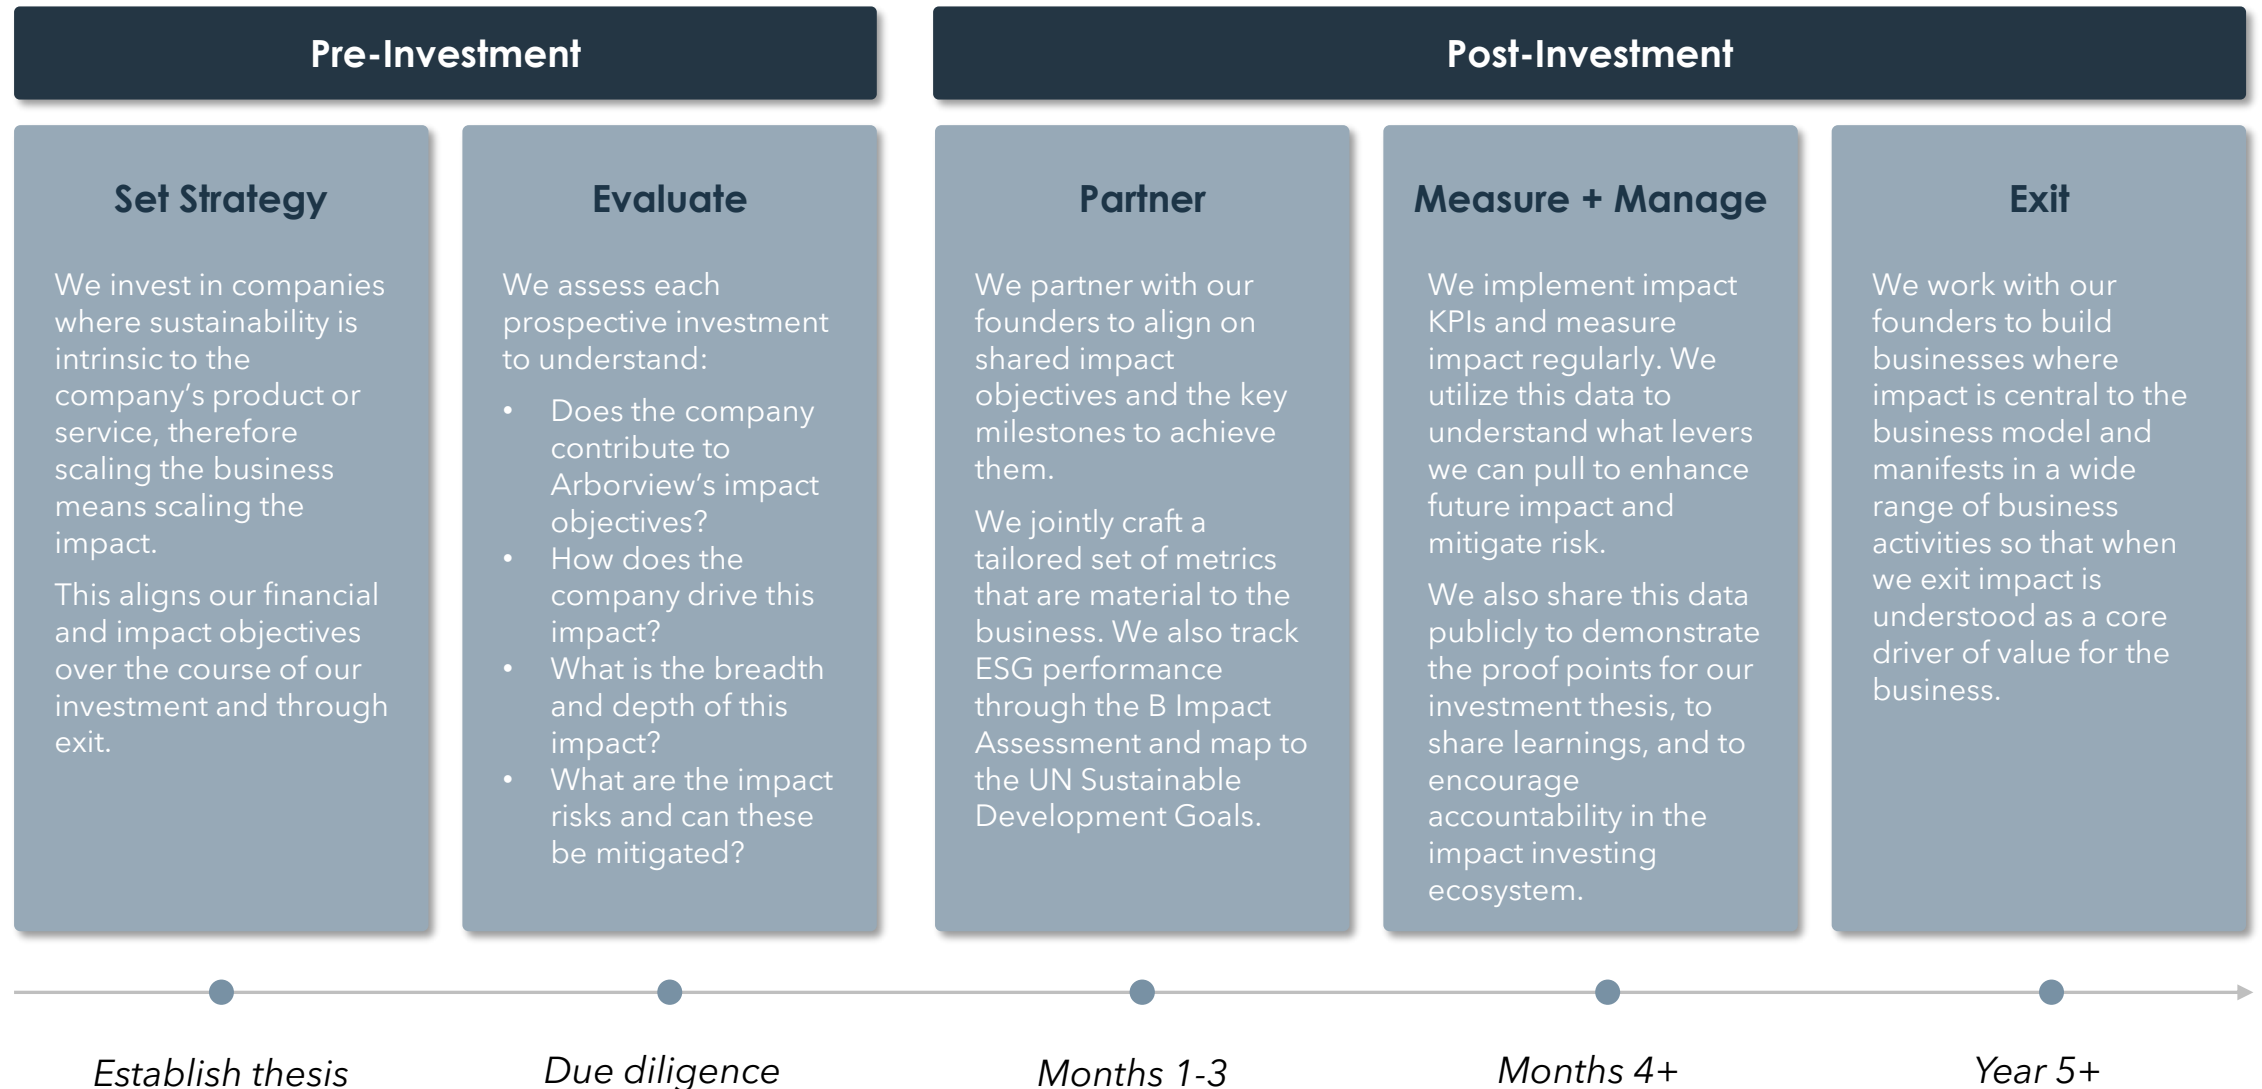 Pre-Investment
Post-Investment
Set Strategy
We invest in companies
where sustainability is
intrinsic to the
company’s product or
service, therefore
scaling the business
means scaling the
impact.
This aligns our financial
and impact objectives
over the course of our
investment and through
exit.
Evaluate
We assess each
prospective investment
to understand:
• Does the company
contribute to
Arborview’s impact
objectives?
• How does the
company drive this
impact?
• What is the breadth
and depth of this
impact?
• What are the impact
risks and can these
be mitigated?
Partner
We partner with our
founders to align on
shared impact
objectives and the key
milestones to achieve
them.
We jointly craft a
tailored set of metrics
that are material to the
business. We also track
ESG performance
through the B Impact
Assessment and map to
the UN Sustainable
Development Goals.
Measure + Manage
We implement impact
KPIs and measure
impact regularly. We
utilize this data to
understand what levers
we can pull to enhance
future impact and
mitigate risk.
We also share this data
publicly to demonstrate
the proof points for our
investment thesis, to
share learnings, and to
encourage
accountability in the
impact investing
ecosystem.
Exit
We work with our
founders to build
businesses where
impact is central to the
business model and
manifests in a wide
range of business
activities so that when
we exit impact is
understood as a core
driver of value for the
business.
Establish thesis
Due diligence
Months 1-3
Months 4+
Year 5+